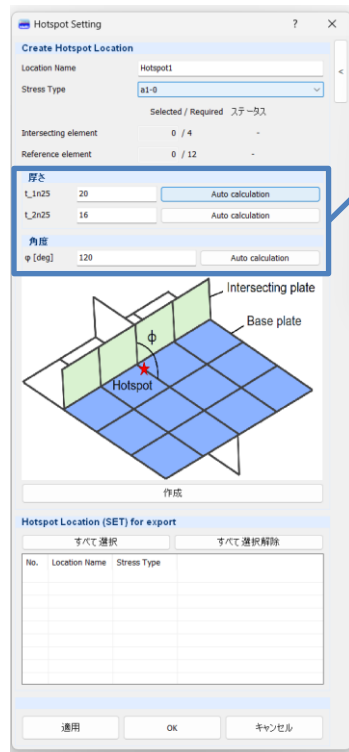 Hotspot Setting ? ×
Create Hotspot Location
Location Name Hotspot1
Stress Type a1-0
Selected / Required ステータス
Intersecting element 0 / 4 -
Reference element 0 / 12 -
厚さ
t_1n25 20 Auto calculation
t_2n25 16 Auto calculation
角度
φ [deg] 120 Auto calculation
Intersecting plate
Base plate
ϕ
Hotspot
作成
Hotspot Location (SET) for export
すべて選択 すべて選択解除
No. Location Name Stress Type
適用 OK キャンセル